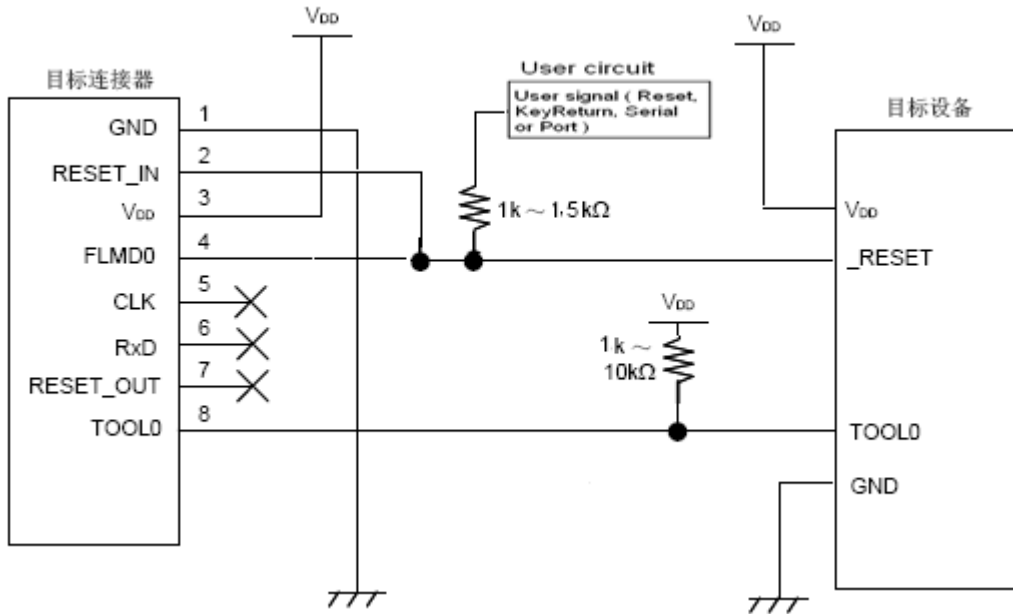 VDD
VDD
User circuit
User signal ( Reset,
KeyReturn, Serial
or Port )
目标连接器
目标设备
GND
1
RESET_IN
2
VDD
3
FLMD0
4
CLK
5
RxD
6
RESET_OUT
7
TOOL0
8
1k～1.5kΩ
VDD
1k～
10kΩ
VDD
_RESET
TOOL0
GND